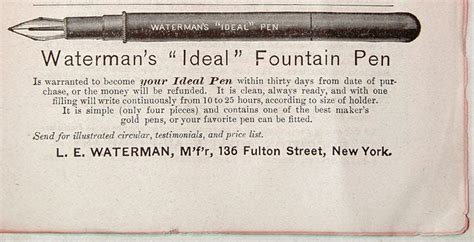 WATERMAN'S "IDEAL" PEN
Waterman's "Ideal" Fountain Pen
Is warranted to become your Ideal Pen within thirty days from date of pur-
chase, or the money will be refunded. It is clean, always ready, and with one
filling will write continuously from 10 to 25 hours, according to size of holder.
It is simple (only four pieces) and contains one of the best maker's
gold pens, or your favorite pen can be fitted.
Send for illustrated circular, testimonials, and price list.
L. E. WATERMAN, M'f'r, 136 Fulton Street, New York.